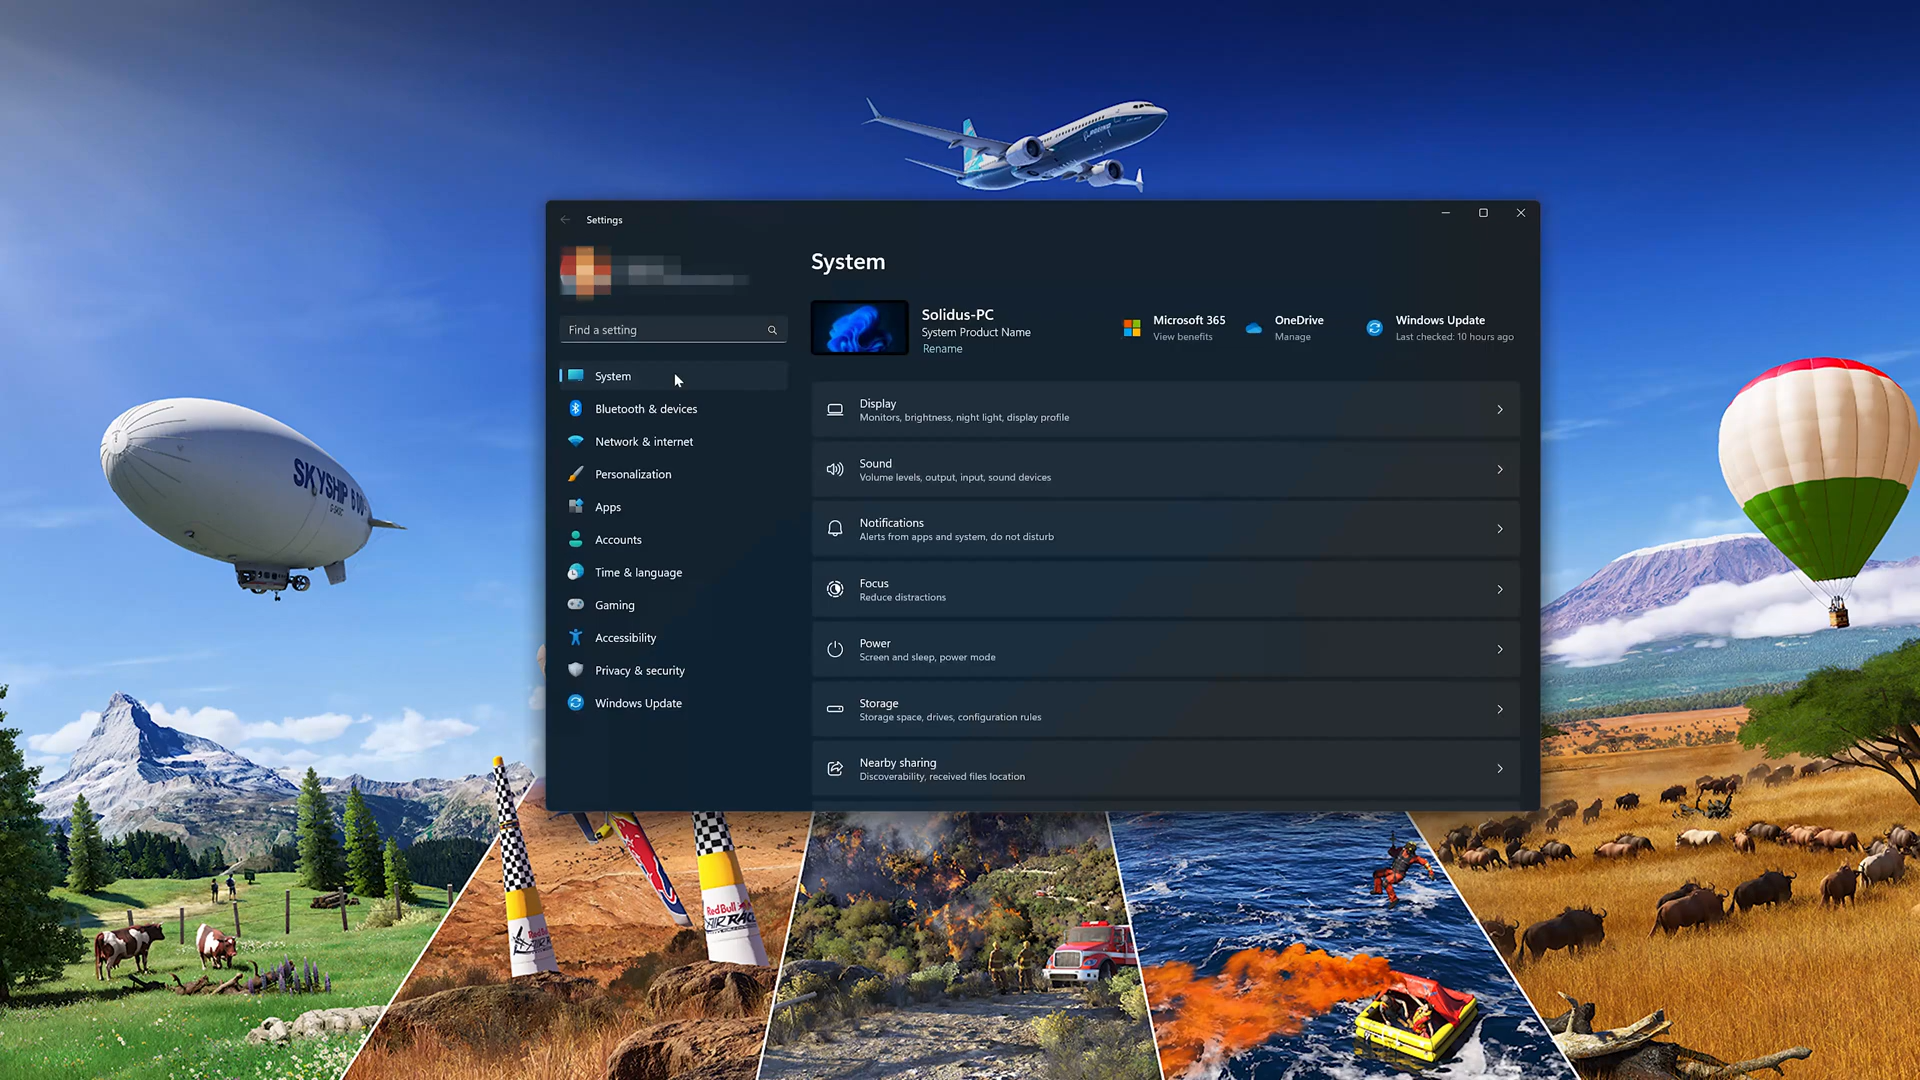 BOEING
Settings
System
Find a setting
Solidus-PC
System Product Name
Rename
Microsoft 365
View benefits
OneDrive
Manage
Windows Update
Last checked: 10 hours ago
System
Bluetooth & devices
Network & internet
Personalization
Apps
Accounts
Time & language
Gaming
Accessibility
Privacy & security
Windows Update
Display
Monitors, brightness, night light, display profile
Sound
Volume levels, output, input, sound devices
Notifications
Alerts from apps and system, do not disturb
Focus
Reduce distractions
Power
Screen and sleep, power mode
Storage
Storage space, drives, configuration rules
Nearby sharing
Discoverability, received files location
SKYSHIP 600
Red Bull
AIR RACE